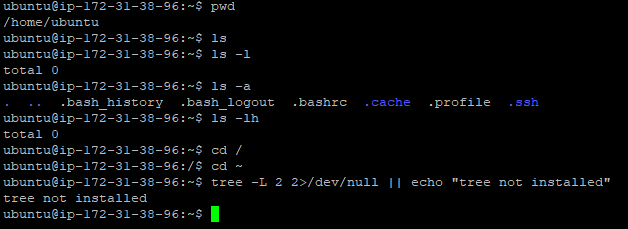 ubuntu@ip-172-31-38-96:~$ pwd
/home/ubuntu
ubuntu@ip-172-31-38-96:~$ ls
ubuntu@ip-172-31-38-96:~$ ls -l
total 0
ubuntu@ip-172-31-38-96:~$ ls -a
.  ..  .bash_history  .bash_logout  .bashrc  .cache  .profile  .ssh
ubuntu@ip-172-31-38-96:~$ ls -lh
total 0
ubuntu@ip-172-31-38-96:~$ cd /
ubuntu@ip-172-31-38-96:/$ cd ~
ubuntu@ip-172-31-38-96:~$ tree -L 2 2>/dev/null || echo "tree not installed"
tree not installed
ubuntu@ip-172-31-38-96:~$